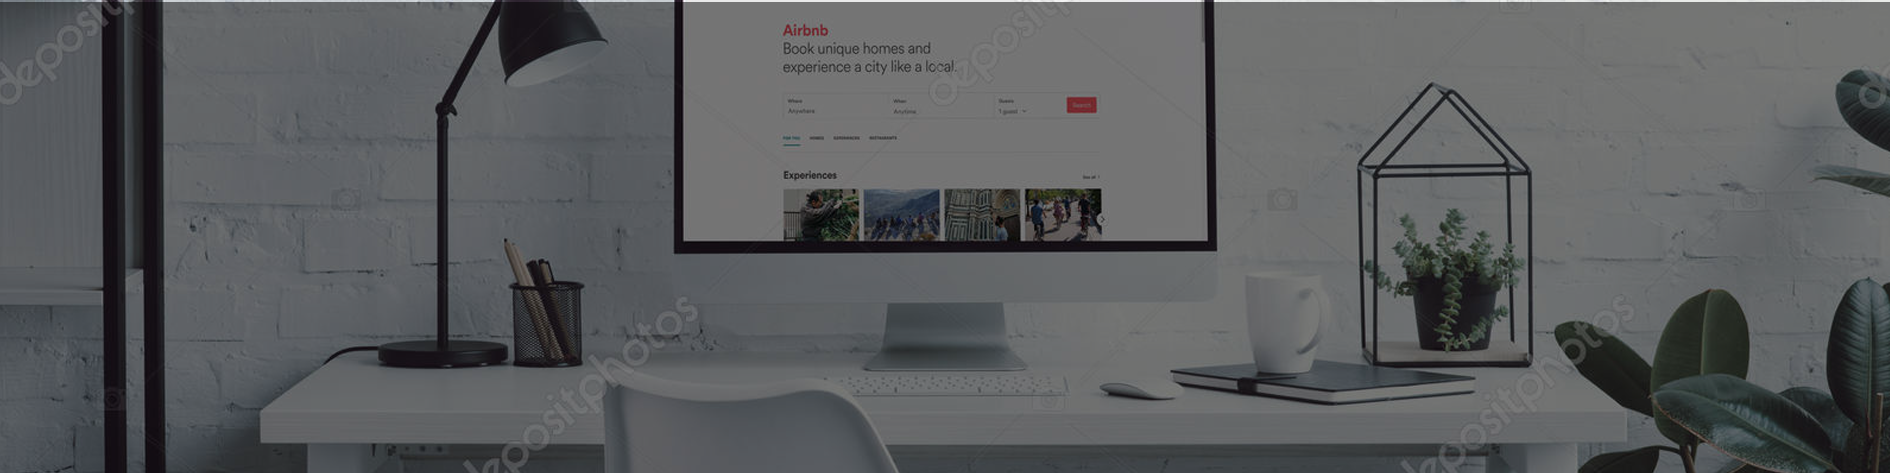 Airbnb
Book unique homes and
experience a city like a local.
Where
When
Guests
Anywhere
Anytime
1 guest
Search
FOR YOU HOMES EXPERIENCES RESTAURANTS
Experiences
See all
depositphotos
depositphotos
depositphotos
depositphotos
depositphotos
depositphotos